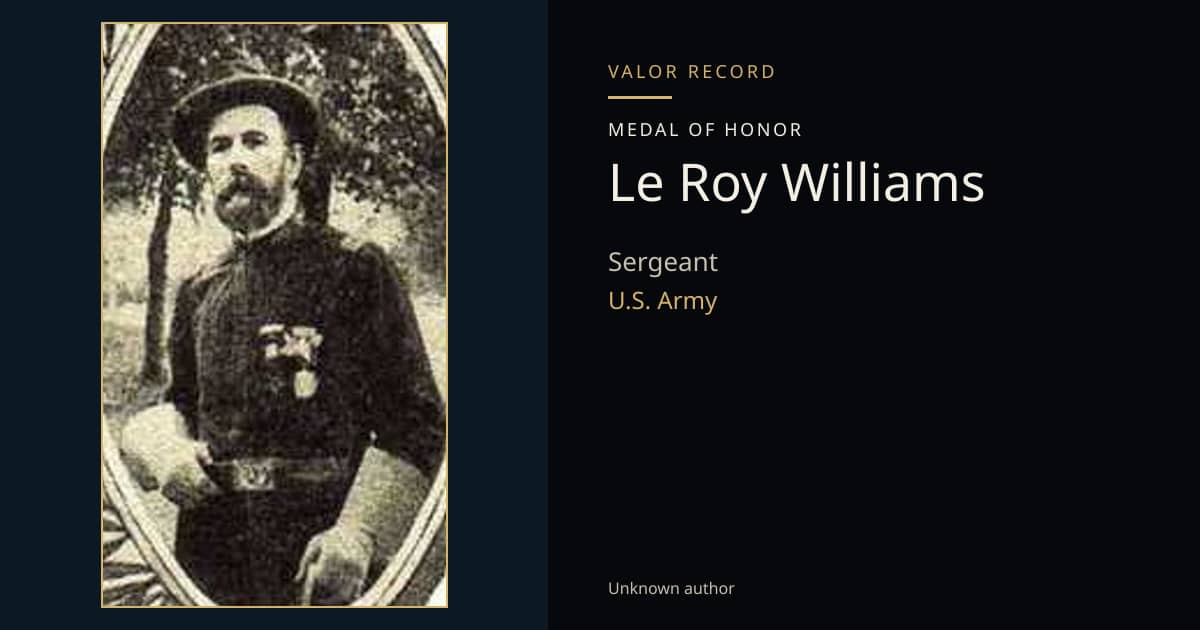 VALOR RECORD
MEDAL OF HONOR
Le Roy Williams
Sergeant
U.S. Army
Unknown author